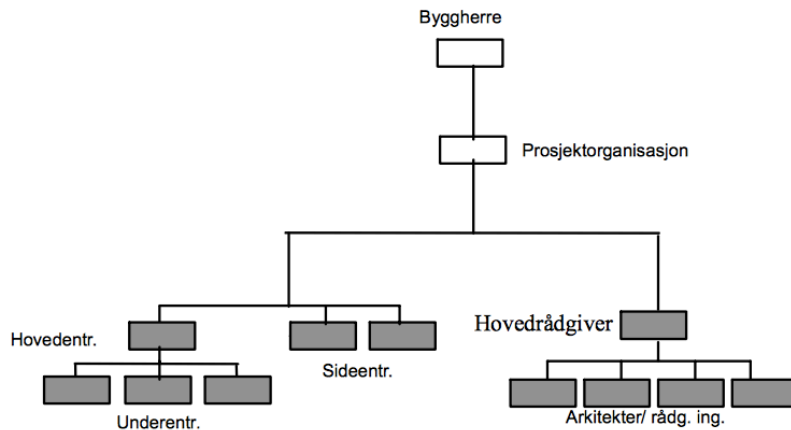 Byggherre
Prosjektorganisasjon
Hovedentr.
Sideentr.
Hovedrådgiver
Underentr.
Arkitekter/ rådg. ing.